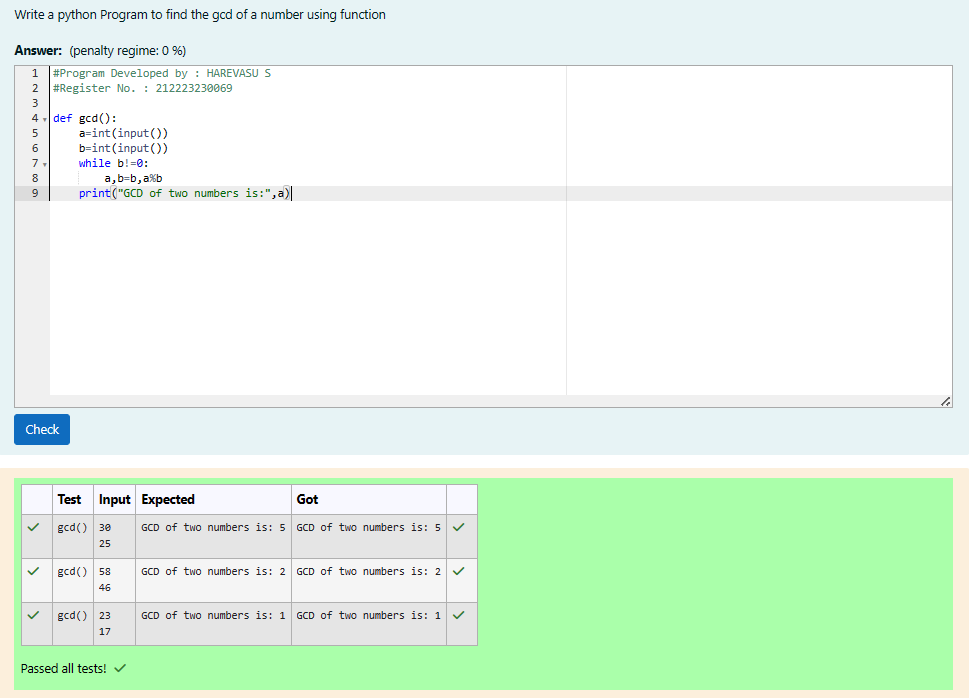 Write a python Program to find the gcd of a number using function
Answer: (penalty regime: 0 %)
1 #Program Developed by : HAREVASU S
2 #Register No. : 212223230069
3
4 def gcd():
5     a=int(input())
6     b=int(input())
7     while b!=0:
8         a,b=b,a%b
9     print("GCD of two numbers is:",a)
Check
Test Input Expected Got
gcd() 30 GCD of two numbers is: 5 GCD of two numbers is: 5
25
gcd() 58 GCD of two numbers is: 2 GCD of two numbers is: 2
46
gcd() 23 GCD of two numbers is: 1 GCD of two numbers is: 1
17
Passed all tests!